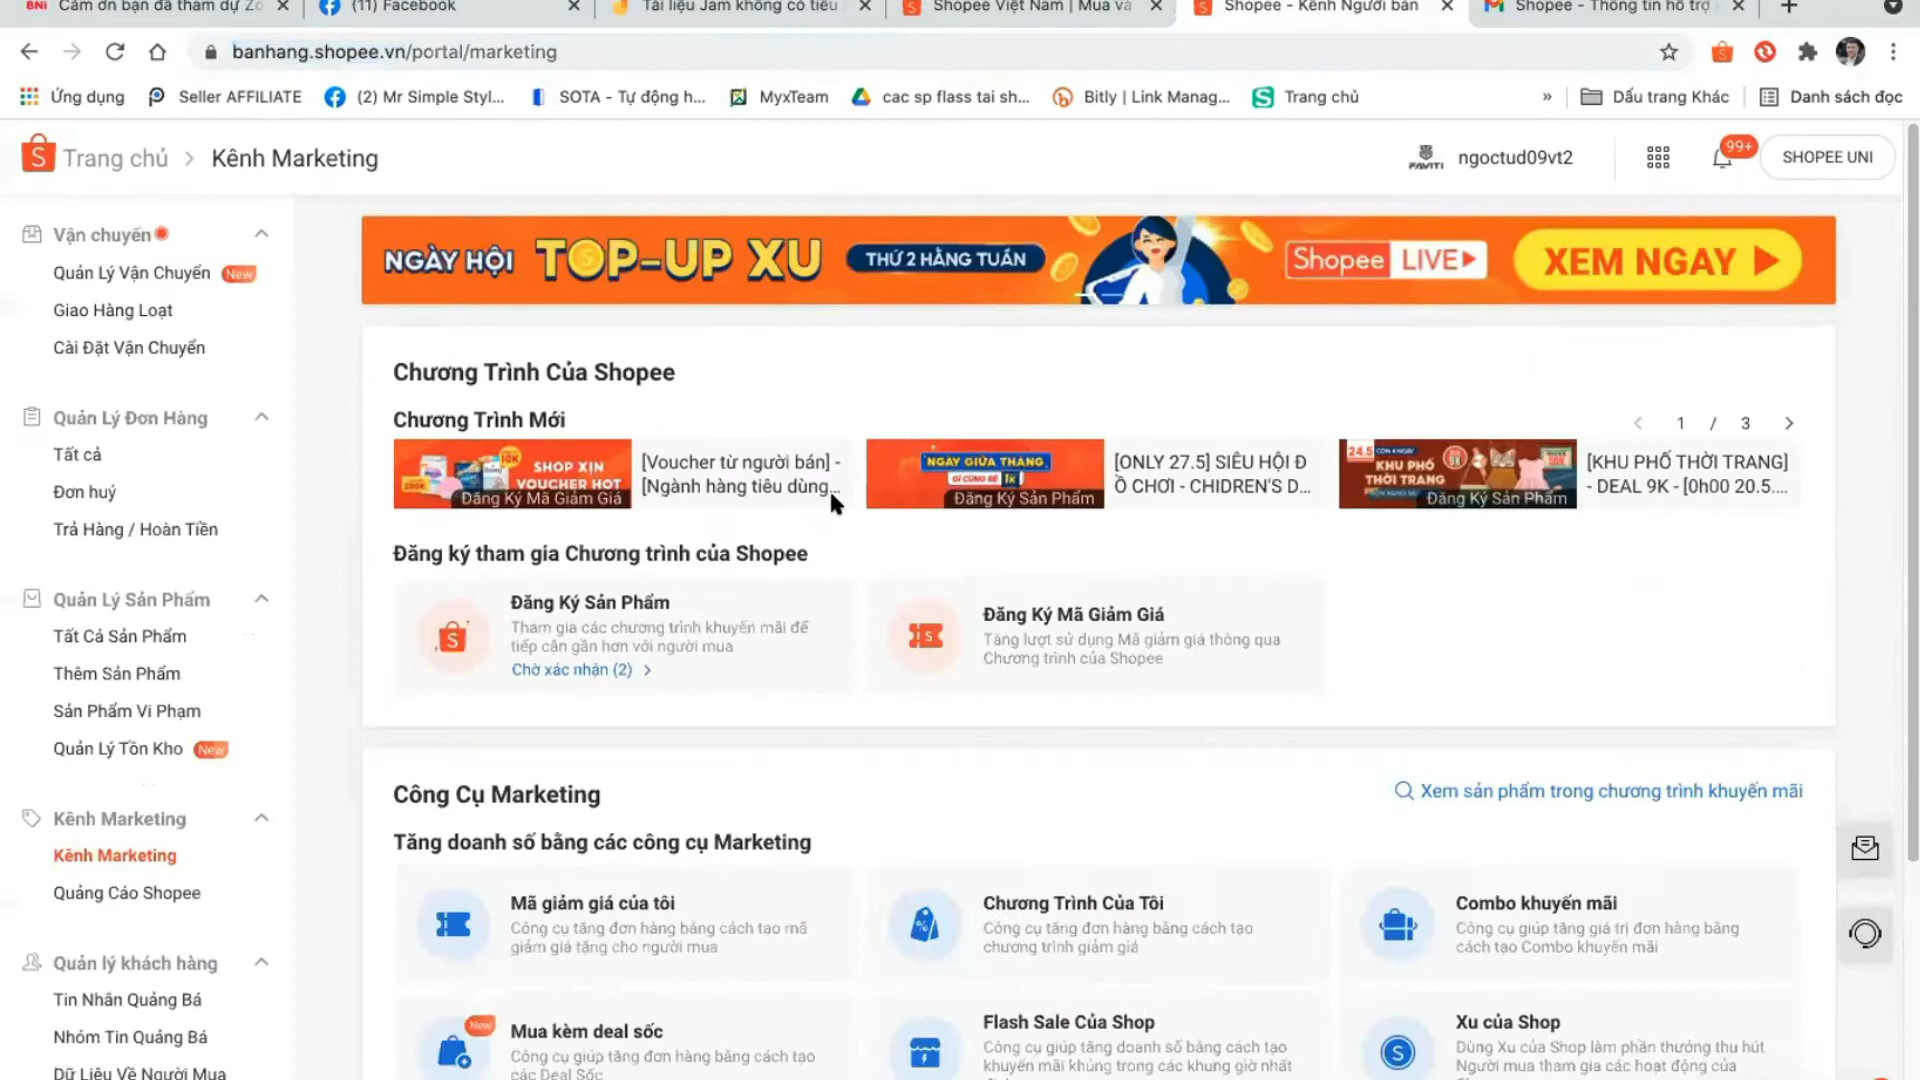 BNI Cảm ơn bạn đã tham dự Zo
(11) Facebook
Tài liệu Jam không có tiêu
Shopee Việt Nam | Mua và
Shopee - Kênh Người bán
Shopee - Thông tin hỗ trợ
banhang.shopee.vn/portal/marketing
Ứng dụng
Seller AFFILIATE
(2) Mr Simple Styl...
SOTA - Tự động h...
MyxTeam
cac sp flass tai sh...
Bitly | Link Manag...
Trang chủ
»
Dấu trang Khác
Danh sách đọc
Trang chủ > Kênh Marketing
FAVITI
ngoctud09vt2
99+
SHOPEE UNI
Vận chuyển
Quản Lý Vận Chuyển New
Giao Hàng Loạt
Cài Đặt Vận Chuyển
Quản Lý Đơn Hàng
Tất cả
Đơn huỷ
Trả Hàng / Hoàn Tiền
Quản Lý Sản Phẩm
Tất Cả Sản Phẩm
Thêm Sản Phẩm
Sản Phẩm Vi Phạm
Quản Lý Tồn Kho New
Kênh Marketing
Kênh Marketing
Quảng Cáo Shopee
Quản lý khách hàng
Tin Nhắn Quảng Bá
Nhóm Tin Quảng Bá
Dữ Liệu Về Người Mua
NGÀY HỘI TOP-UP XU THỨ 2 HẰNG TUẦN Shopee LIVE XEM NGAY
Chương Trình Của Shopee
Chương Trình Mới
1 / 3
SHOP XỊN
VOUCHER HOT
10K
200K
Đăng Ký Mã Giảm Giá
[Voucher từ người bán] -
[Ngành hàng tiêu dùng...
NGÀY GIỮA THÁNG
GÌ CŨNG RẺ 1K
Đăng Ký Sản Phẩm
[ONLY 27.5] SIÊU HỘI Đ
Ồ CHƠI - CHIDREN'S D...
24.5
KHU PHỐ
THỜI TRANG
9K
Đăng Ký Sản Phẩm
[KHU PHỐ THỜI TRANG]
- DEAL 9K - [0h00 20.5....
Đăng ký tham gia Chương trình của Shopee
Đăng Ký Sản Phẩm
Tham gia các chương trình khuyến mãi để
tiếp cận gần hơn với người mua
Chờ xác nhận (2) >
Đăng Ký Mã Giảm Giá
Tăng lượt sử dụng Mã giảm giá thông qua
Chương trình của Shopee
Công Cụ Marketing
Xem sản phẩm trong chương trình khuyến mãi
Tăng doanh số bằng các công cụ Marketing
Mã giảm giá của tôi
Công cụ tăng đơn hàng bằng cách tạo mã
giảm giá tặng cho người mua
Chương Trình Của Tôi
Công cụ tăng đơn hàng bằng cách tạo
chương trình giảm giá
Combo khuyến mãi
Công cụ giúp tăng giá trị đơn hàng bằng
cách tạo Combo khuyến mãi
New
Mua kèm deal sốc
Công cụ giúp tăng đơn hàng bằng cách tạo
các Deal Sốc
Flash Sale Của Shop
Công cụ giúp tăng doanh số bằng cách tạo
khuyến mãi khủng trong các khung giờ nhất
Xu của Shop
Dùng Xu của Shop làm phần thưởng thu hút
Người mua tham gia các hoạt động của